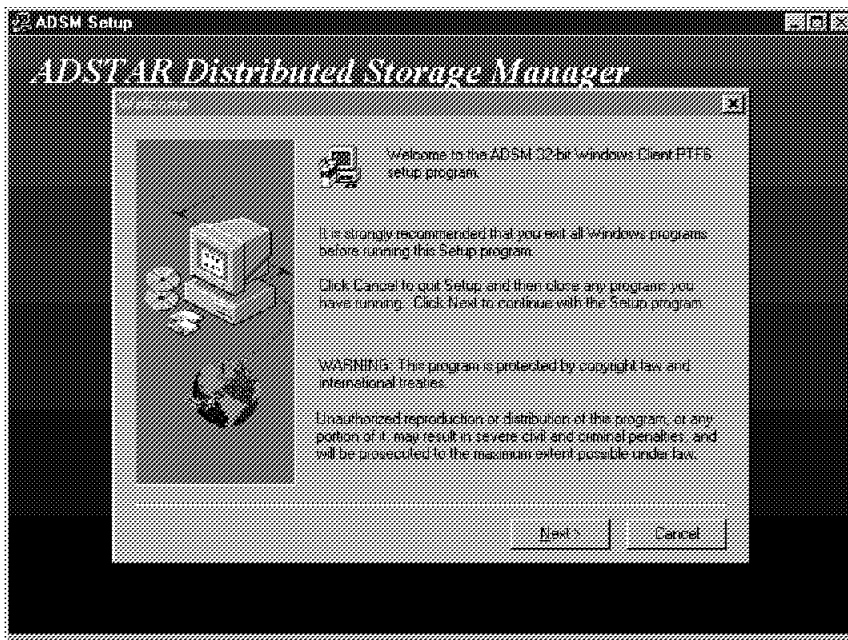 ADSM Setup
ADSTAR Distributed Storage Manager
Welcome
Welcome to the ADSM 32-bit Windows Client PTF6
setup program.
It is strongly recommended that you exit all Windows programs
before running this Setup program.
Click Cancel to quit Setup and then close any programs you
have running. Click Next to continue with the Setup program.
WARNING: This program is protected by copyright law and
international treaties.
Unauthorized reproduction or distribution of this program, or any
portion of it, may result in severe civil and criminal penalties, and
will be prosecuted to the maximum extent possible under law.
Next >
Cancel